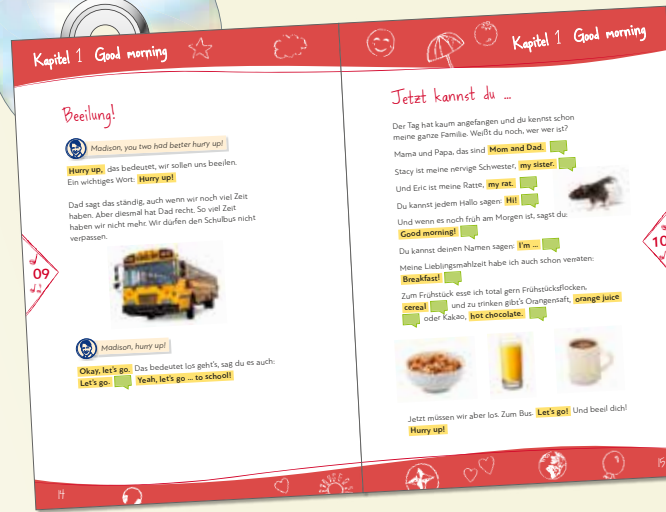 Kapitel 1 Good morning
Beeilung!
Madison, you two had better hurry up!
Hurry up, das bedeutet, wir sollen uns beeilen.
Ein wichtiges Wort: Hurry up!
Dad sagt das ständig, auch wenn wir noch viel Zeit
haben. Aber diesmal hat Dad recht. So viel Zeit
haben wir nicht mehr. Wir dürfen den Schulbus nicht
verpassen.
09
Madison, hurry up!
Okay, let's go. Das bedeutet los geht's, sag du es auch:
Let's go. Yeah, let's go ... to school!
14
Kapitel 1 Good morning
Jetzt kannst du ...
Der Tag hat kaum angefangen und du kennst schon
meine ganze Familie. Weißt du noch, wer wer ist?
Mama und Papa, das sind Mom and Dad.
Stacy ist meine nervige Schwester, my sister.
Und Eric ist meine Ratte, my rat.
Du kannst jedem Hallo sagen: Hi!
Und wenn es noch früh am Morgen ist, sagst du:
Good morning!
Du kannst deinen Namen sagen: I'm ...
Meine Lieblingsmahlzeit habe ich auch schon verraten:
Breakfast!
Zum Frühstück esse ich total gern Frühstücksflocken,
cereal und zu trinken gibt's Orangensaft, orange juice
oder Kakao, hot chocolate.
10
Jetzt müssen wir aber los. Zum Bus. Let's go! Und beeil dich!
Hurry up!
15